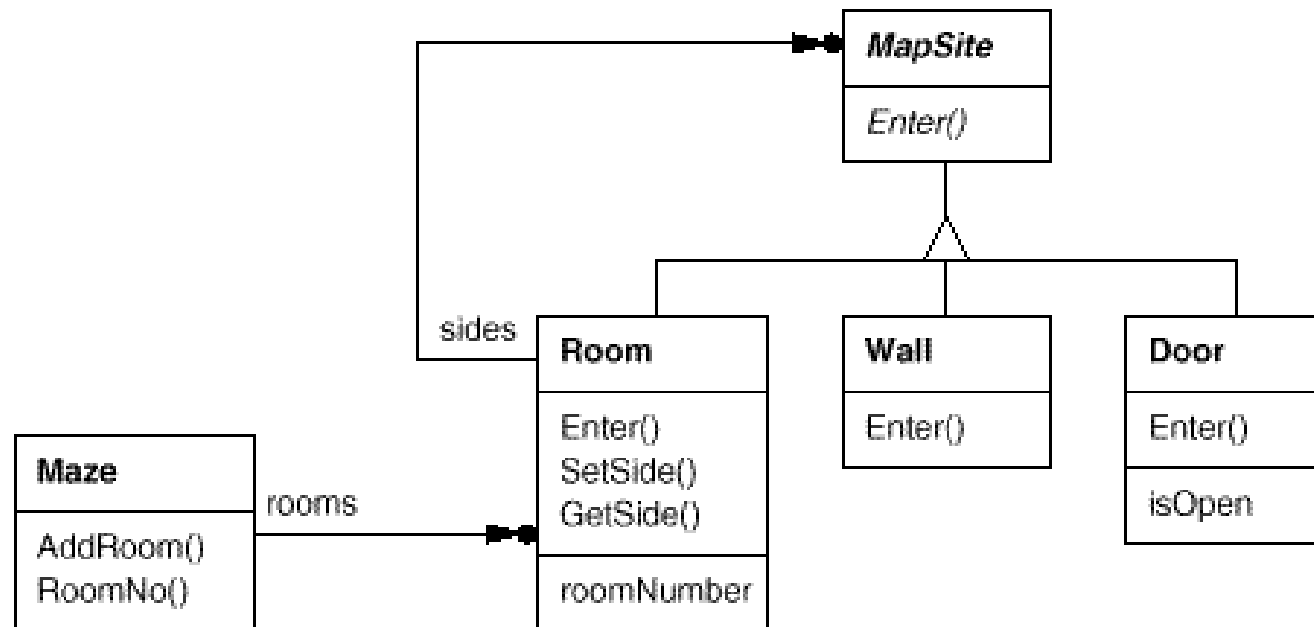 MapSite
Enter()
sides
Room
Enter()
SetSide()
GetSide()
roomNumber
Wall
Enter()
Door
Enter()
isOpen
Maze
AddRoom()
RoomNo()
rooms